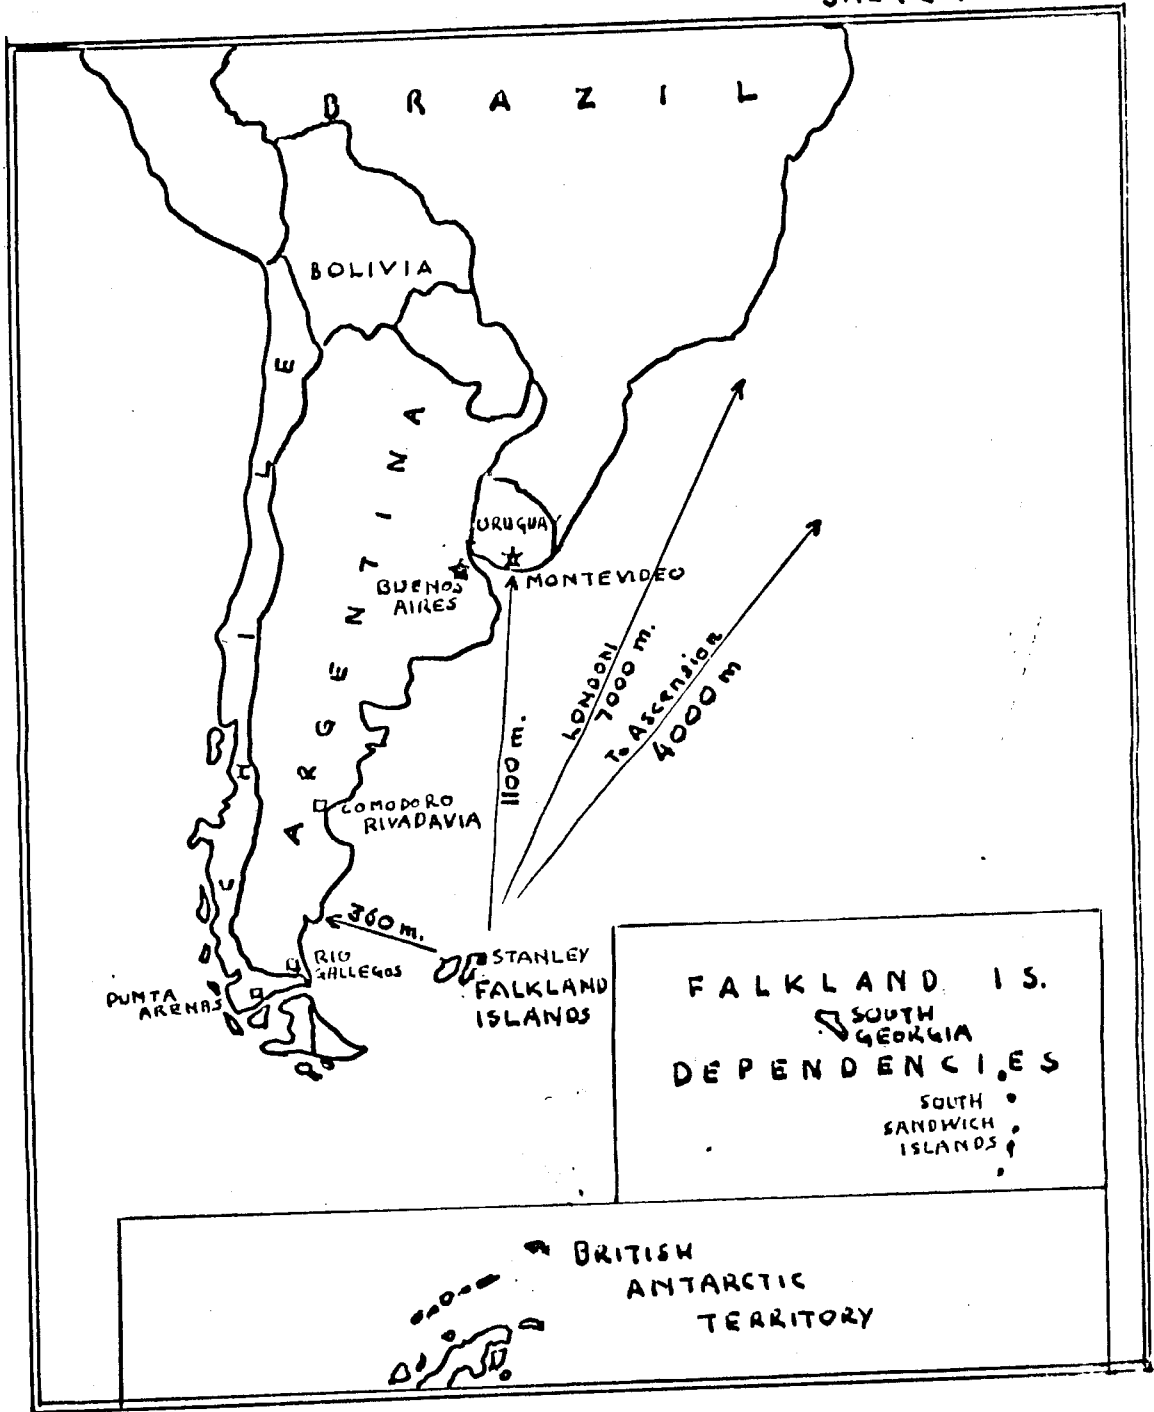 BRAZIL
BOLIVIA
CHILE
ARGENTINA
URUGUAY
BUENOS
AIRES
MONTEVIDEO
LONDON
7000 m.
To Ascension
4000 m
1100 m.
COMODORO
RIVADAVIA
360 m.
RIO
GALLEGOS
PUNTA
ARENAS
STANLEY
FALKLAND
ISLANDS
FALKLAND IS.
SOUTH
GEORGIA
DEPENDENCIES
SOUTH
SANDWICH
ISLANDS
BRITISH
ANTARCTIC
TERRITORY